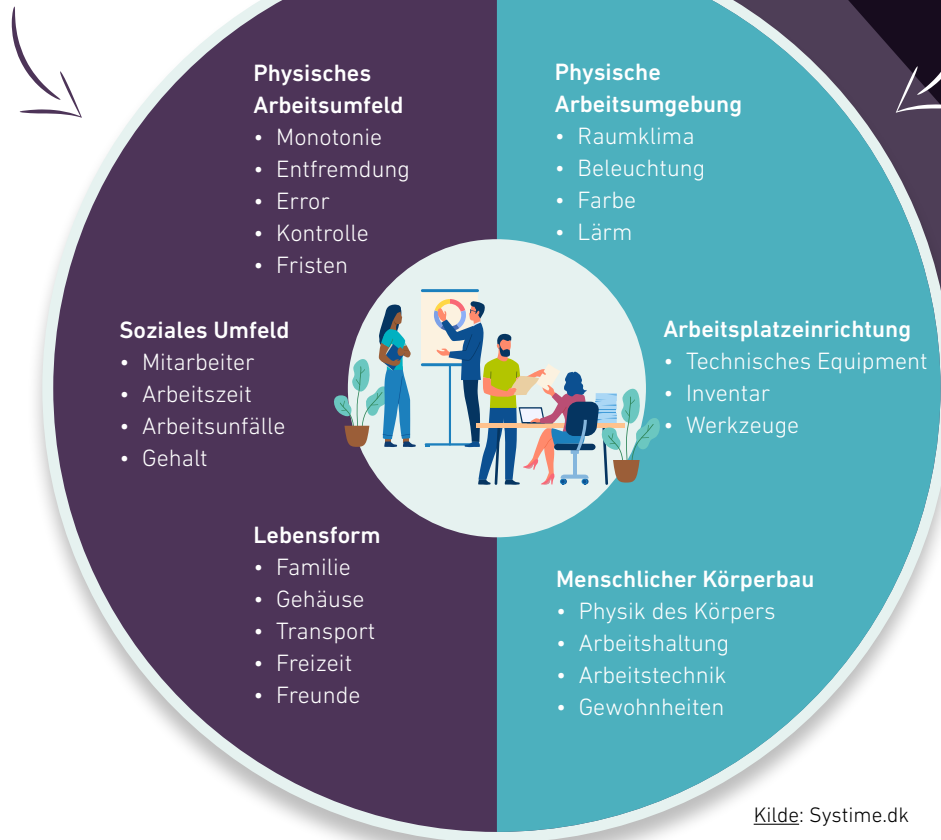 Physisches
Arbeitsumfeld
• Monotonie
• Entfremdung
• Error
• Kontrolle
• Fristen
Soziales Umfeld
• Mitarbeiter
• Arbeitszeit
• Arbeitsunfälle
• Gehalt
Lebensform
• Familie
• Gehäuse
• Transport
• Freizeit
• Freunde
Physische
Arbeitsumgebung
• Raumklima
• Beleuchtung
• Farbe
• Lärm
Arbeitsplatzeinrichtung
• Technisches Equipment
• Inventar
• Werkzeuge
Menschlicher Körperbau
• Physik des Körpers
• Arbeitshaltung
• Arbeitstechnik
• Gewohnheiten
Kilde: Systime.dk